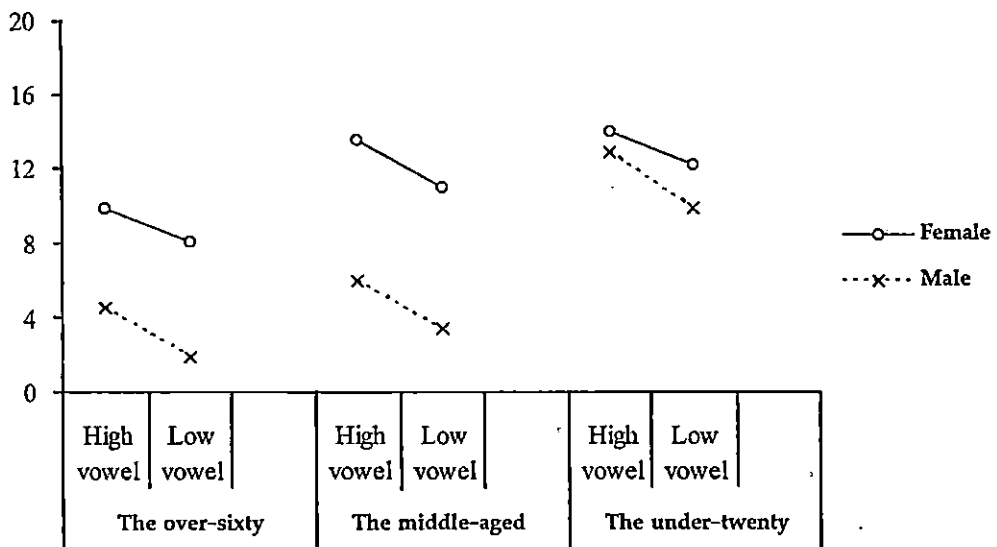 20
16
12
8
4
0
Female
Male
High vowel
Low vowel
High vowel
Low vowel
High vowel
Low vowel
The over-sixty
The middle-aged
The under-twenty